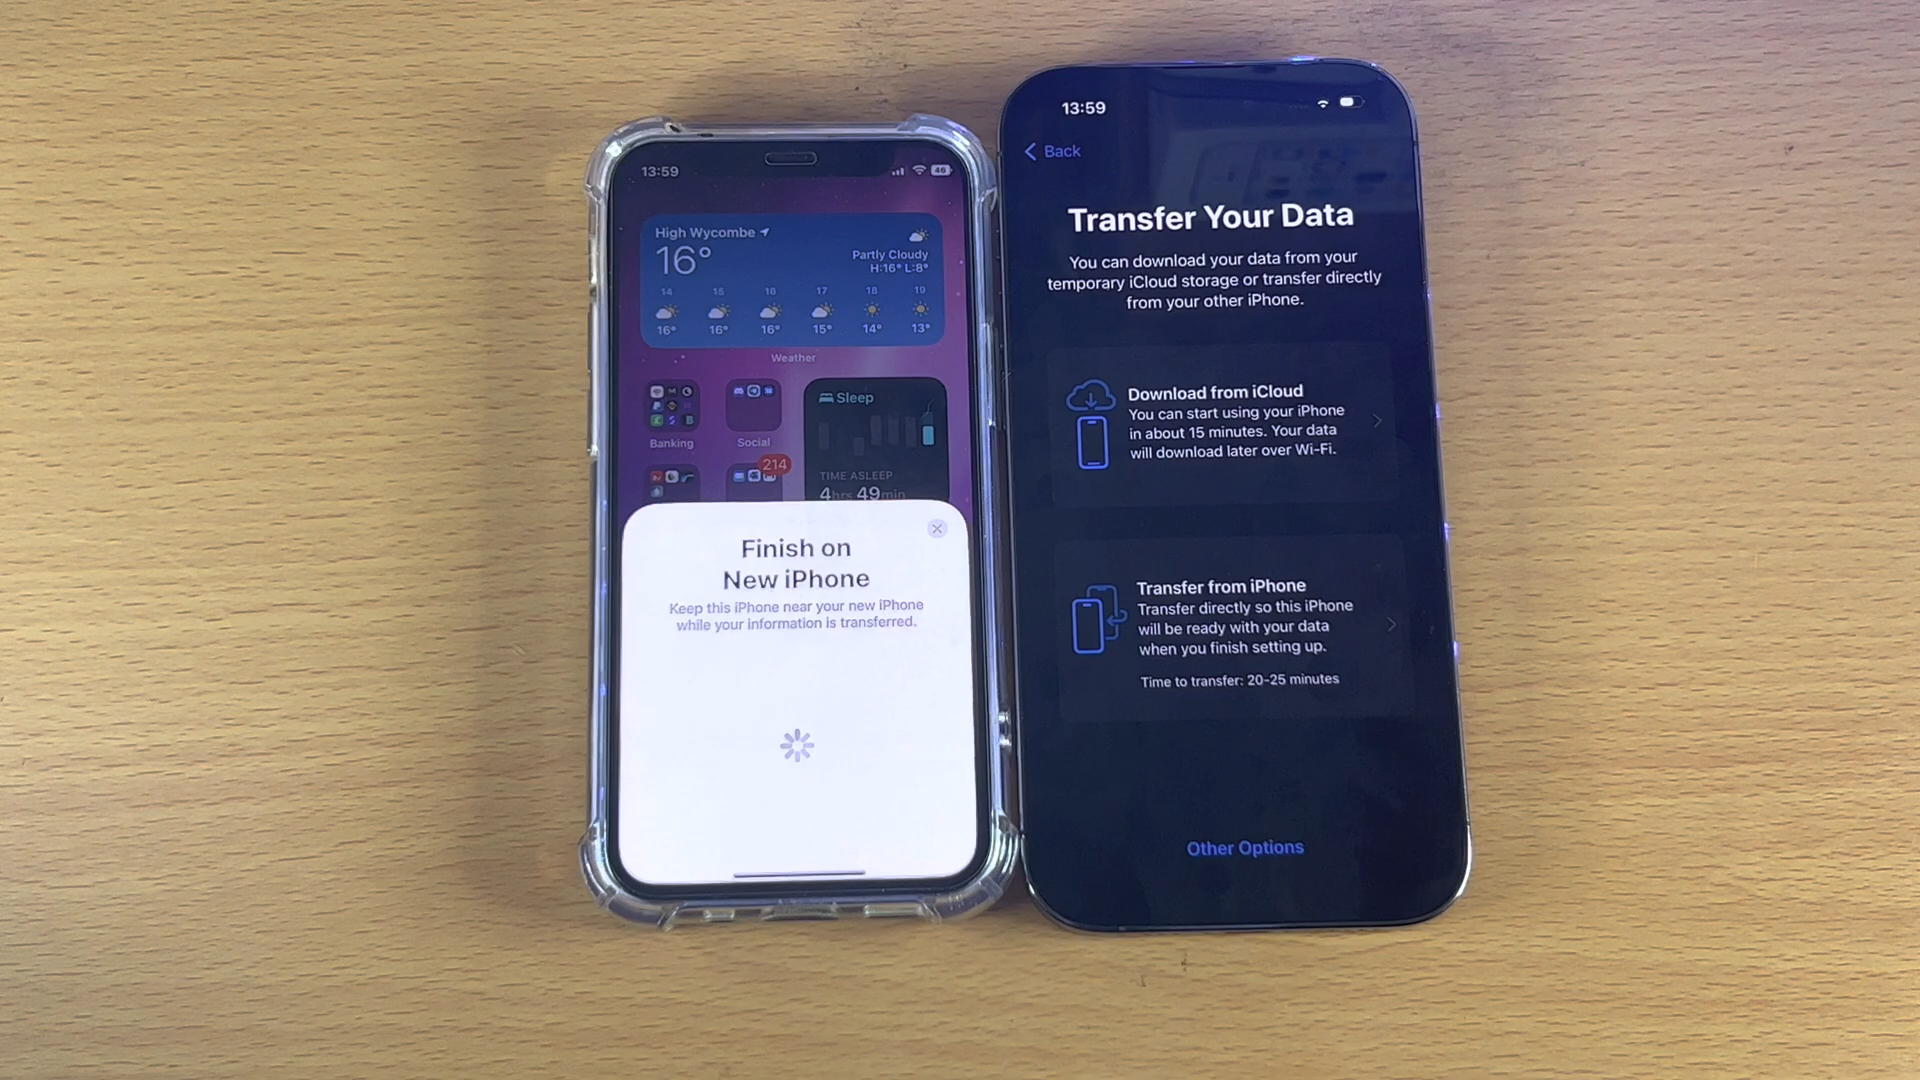 13:59
46
High Wycombe
16°
Partly Cloudy
H:16° L:8°
14 15 16 17 18 19
16° 16° 16° 15° 14° 13°
Weather
Sleep
Banking
Social
214
TIME ASLEEP
4hrs 49min
Finish on
New iPhone
Keep this iPhone near your new iPhone
while your information is transferred.
13:59
Back
Transfer Your Data
You can download your data from your
temporary iCloud storage or transfer directly
from your other iPhone.
Download from iCloud
You can start using your iPhone
in about 15 minutes. Your data
will download later over Wi-Fi.
Transfer from iPhone
Transfer directly so this iPhone
will be ready with your data
when you finish setting up.
Time to transfer: 20-25 minutes
Other Options